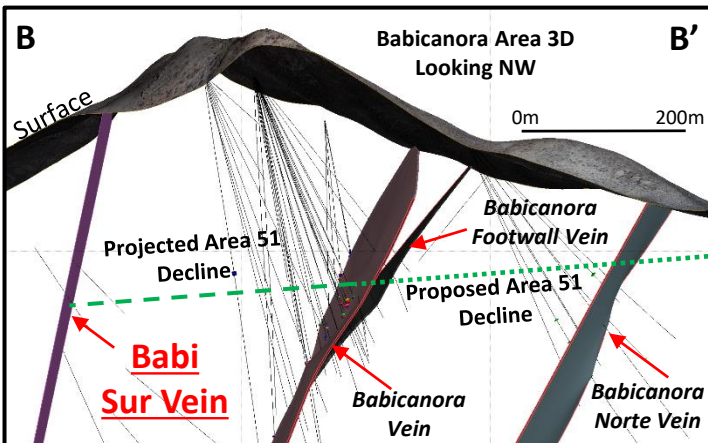 B
Babicanora Area 3D
Looking NW
B’
Surface
0m
200m
Babicanora
Footwall Vein
Projected Area 51
Decline
Proposed Area 51
Decline
Babi
Sur Vein
Babicanora
Vein
Babicanora
Norte Vein